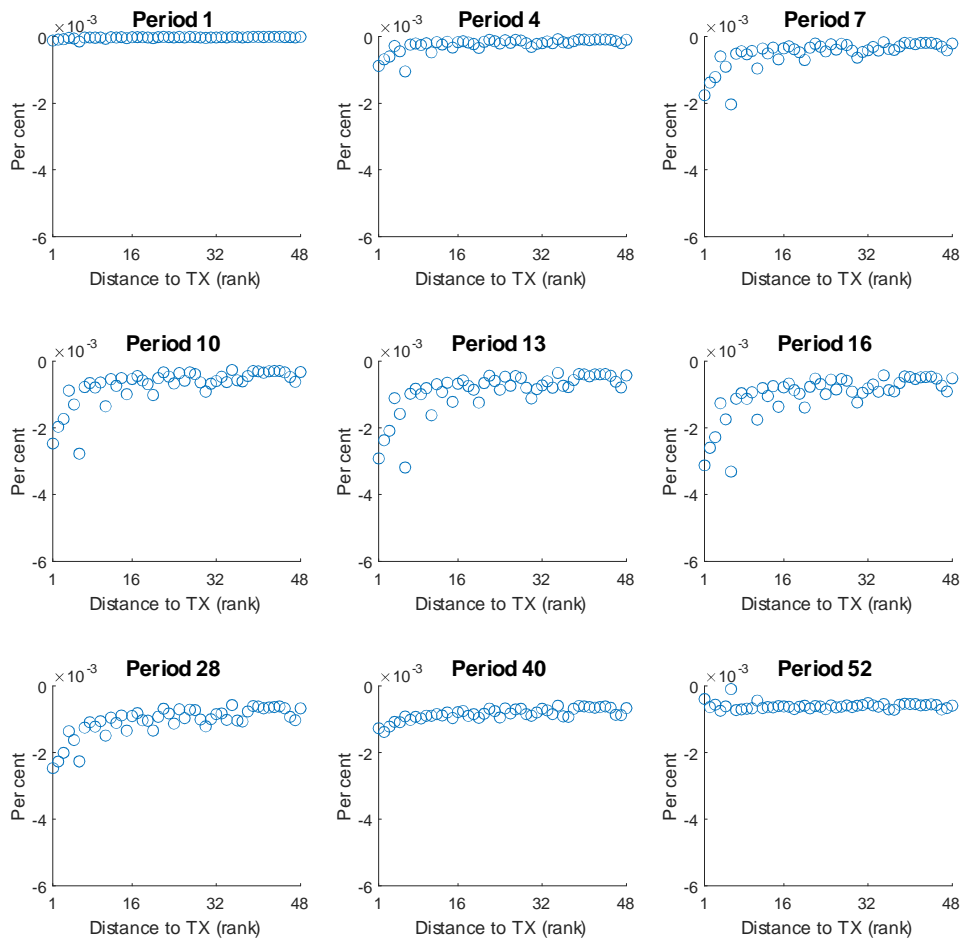 Period 1
×10⁻³
0
-2
-4
-6
Per cent
1 16 32 48
Distance to TX (rank)
Period 4
×10⁻³
0
-2
-4
-6
Per cent
1 16 32 48
Distance to TX (rank)
Period 7
×10⁻³
0
-2
-4
-6
Per cent
1 16 32 48
Distance to TX (rank)
Period 10
×10⁻³
0
-2
-4
-6
Per cent
1 16 32 48
Distance to TX (rank)
Period 13
×10⁻³
0
-2
-4
-6
Per cent
1 16 32 48
Distance to TX (rank)
Period 16
×10⁻³
0
-2
-4
-6
Per cent
1 16 32 48
Distance to TX (rank)
Period 28
×10⁻³
0
-2
-4
-6
Per cent
1 16 32 48
Distance to TX (rank)
Period 40
×10⁻³
0
-2
-4
-6
Per cent
1 16 32 48
Distance to TX (rank)
Period 52
×10⁻³
0
-2
-4
-6
Per cent
1 16 32 48
Distance to TX (rank)